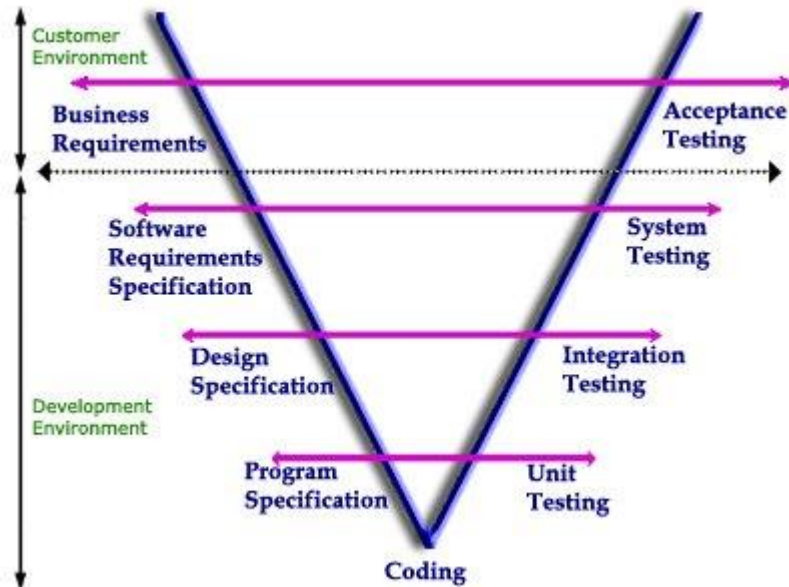 Customer
Environment
Business
Requirements
Acceptance
Testing
Software
Requirements
Specification
System
Testing
Design
Specification
Integration
Testing
Development
Environment
Program
Specification
Unit
Testing
Coding